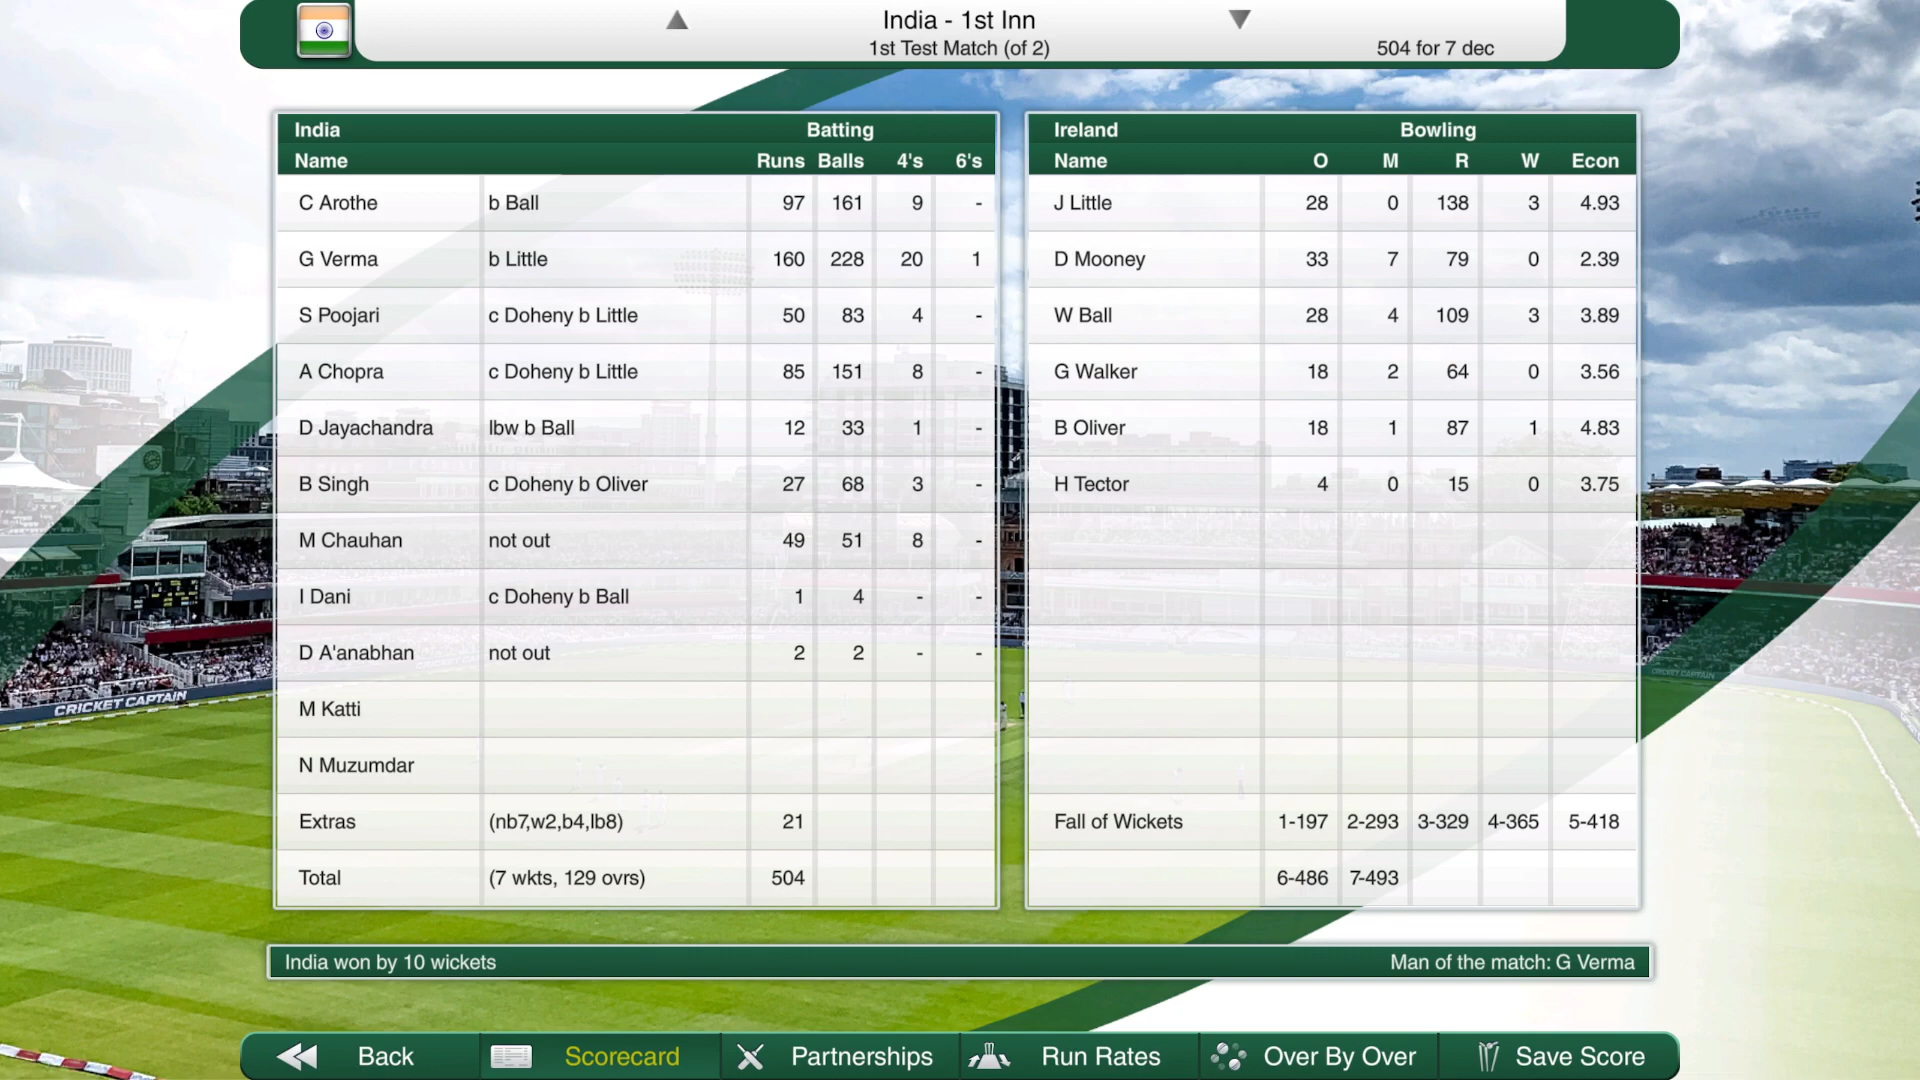 India - 1st Inn
1st Test Match (of 2)
504 for 7 dec
India Batting
Name Runs Balls 4's 6's
C Arothe b Ball 97 161 9 -
G Verma b Little 160 228 20 1
S Poojari c Doheny b Little 50 83 4 -
A Chopra c Doheny b Little 85 151 8 -
D Jayachandra lbw b Ball 12 33 1 -
B Singh c Doheny b Oliver 27 68 3 -
M Chauhan not out 49 51 8 -
I Dani c Doheny b Ball 1 4 - -
D A'anabhan not out 2 2 - -
M Katti
N Muzumdar
Extras (nb7,w2,b4,lb8) 21
Total (7 wkts, 129 ovrs) 504
Ireland Bowling
Name O M R W Econ
J Little 28 0 138 3 4.93
D Mooney 33 7 79 0 2.39
W Ball 28 4 109 3 3.89
G Walker 18 2 64 0 3.56
B Oliver 18 1 87 1 4.83
H Tector 4 0 15 0 3.75
Fall of Wickets 1-197 2-293 3-329 4-365 5-418
6-486 7-493
CRICKET CAPTAIN
CRICKET CAPTAIN
India won by 10 wickets
Man of the match: G Verma
Back Scorecard Partnerships Run Rates Over By Over Save Score